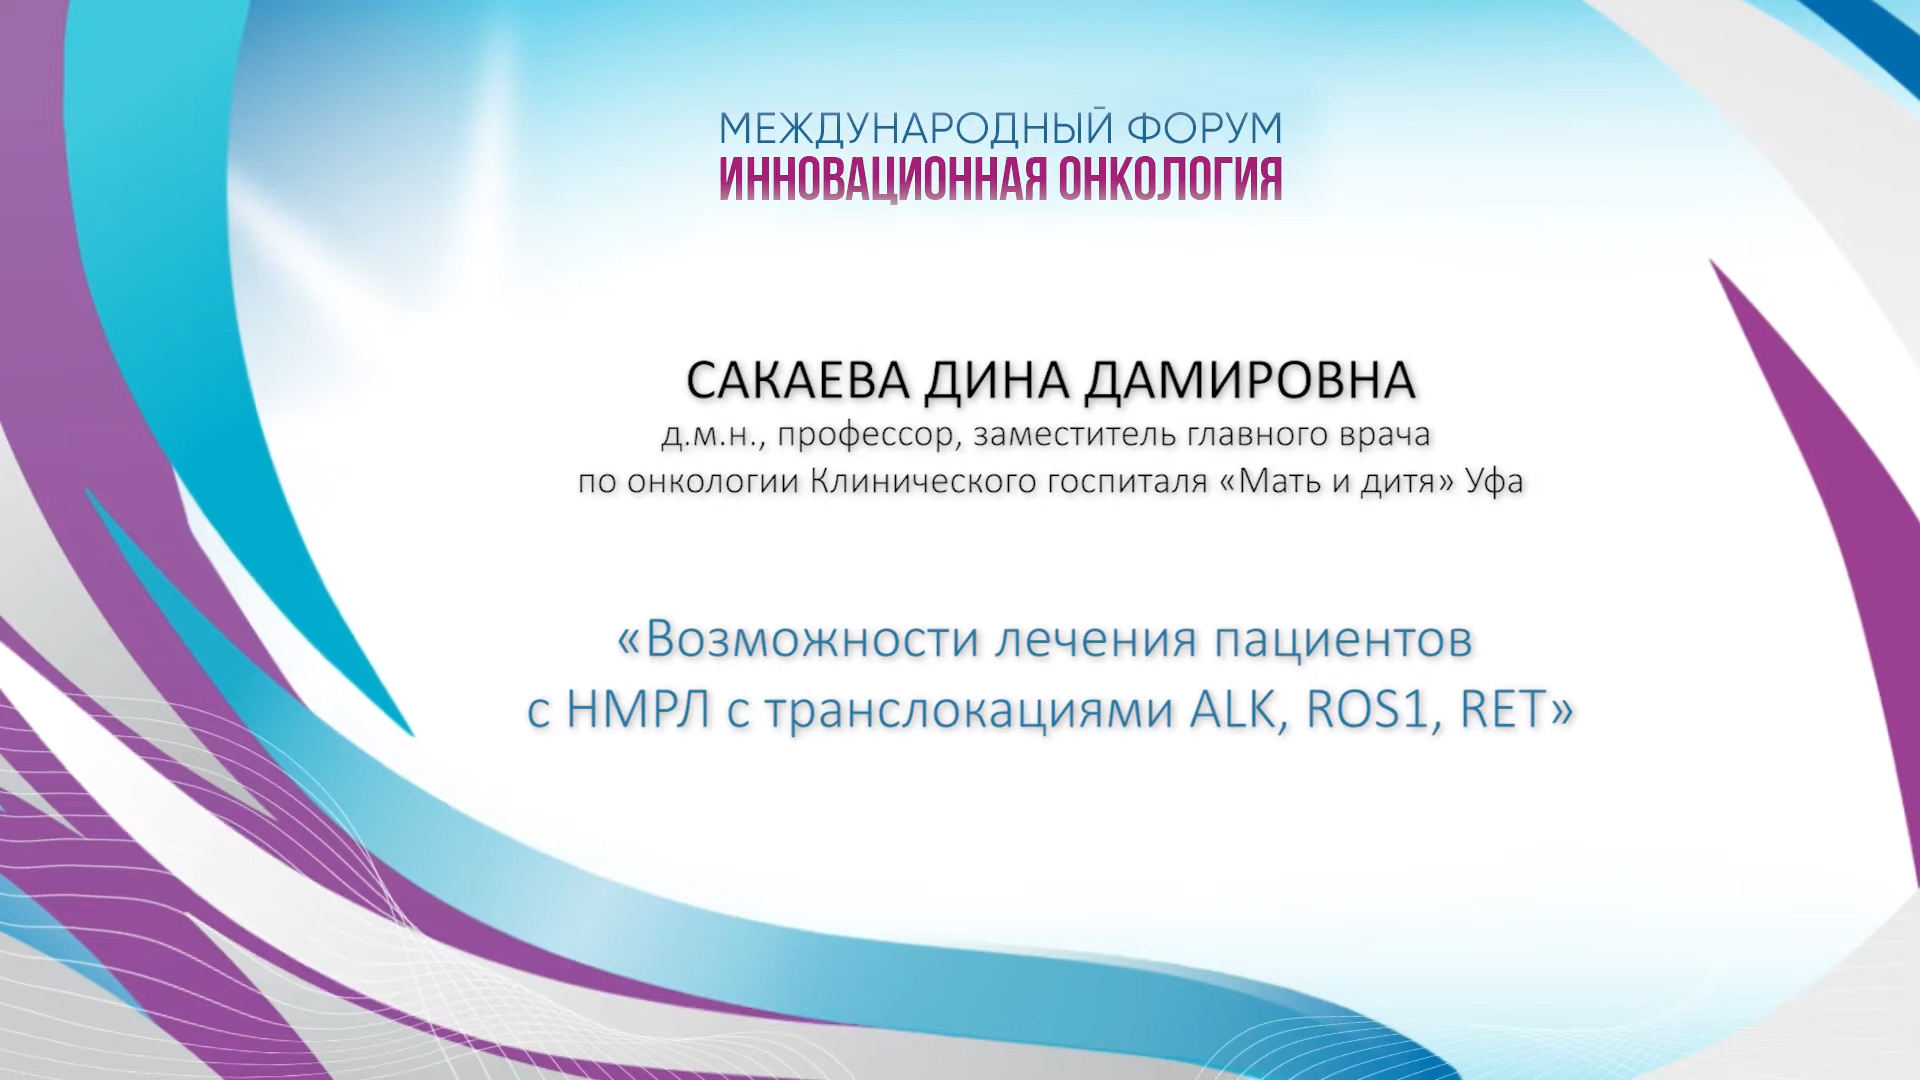 МЕЖДУНАРОДНЫЙ ФОРУМ
ИННОВАЦИОННАЯ ОНКОЛОГИЯ
САКАЕВА ДИНА ДАМИРОВНА
д.м.н., профессор, заместитель главного врача
по онкологии Клинического госпиталя «Мать и дитя» Уфа
«Возможности лечения пациентов
с НМРЛ с транслокациями ALK, ROS1, RET»